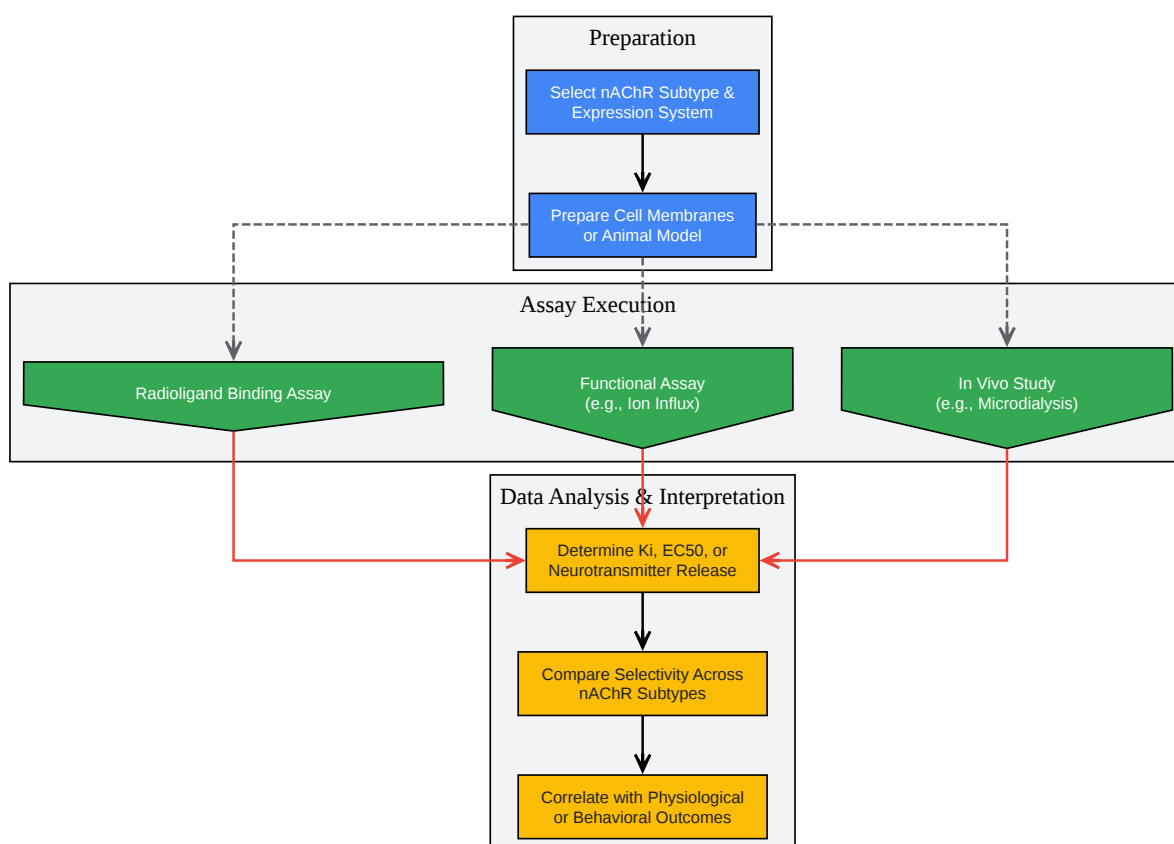 Preparation
Select nAChR Subtype &
Expression System
Prepare Cell Membranes
or Animal Model
Assay Execution
Radioligand Binding Assay
Functional Assay
(e.g., Ion Influx)
In Vivo Study
(e.g., Microdialysis)
Data Analysis & Interpretation
Determine Ki, EC50, or
Neurotransmitter Release
Compare Selectivity Across
nAChR Subtypes
Correlate with Physiological
or Behavioral Outcomes